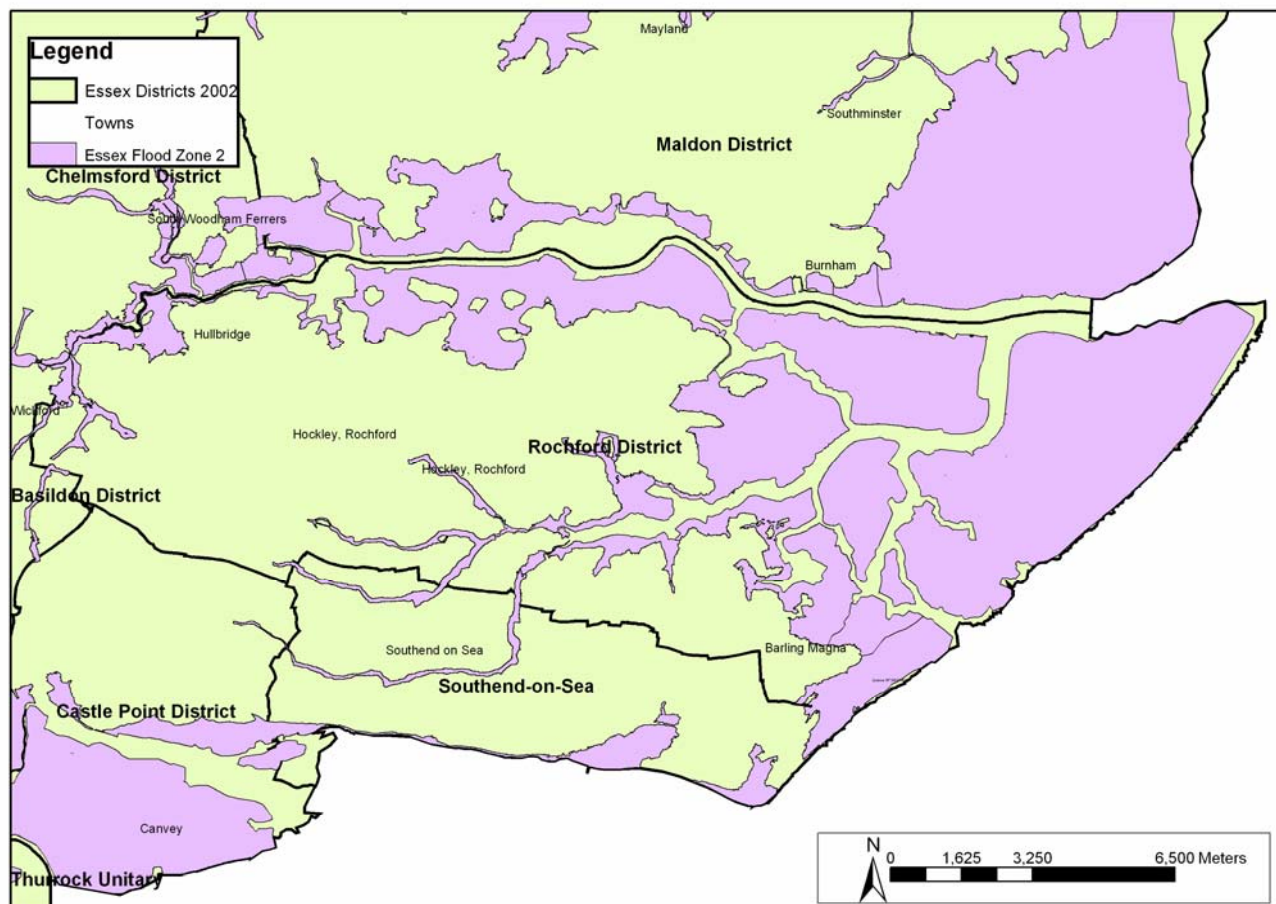 Mayland
Legend
Essex Districts 2002
Towns
Essex Flood Zone 2
Southminster
Maldon District
Chelmsford District
South Woodham Ferrers
Burnham
Hullbridge
Wickford
Hockley, Rochford
Rochford District
Hockley, Rochford
Basildon District
Southend on Sea
Barling Magna
Southend-on-Sea
Castle Point District
Canvey
Thurrock Unitary
N
0 1,625 3,250 6,500 Meters